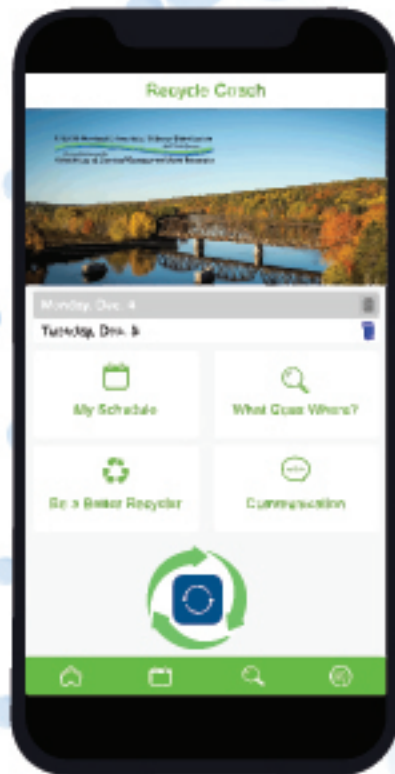 Recycle Coach
Monday, Dec. 4
Tuesday, Dec. 5
My Schedule
What Goes Where?
Be a Better Recycler
Communication